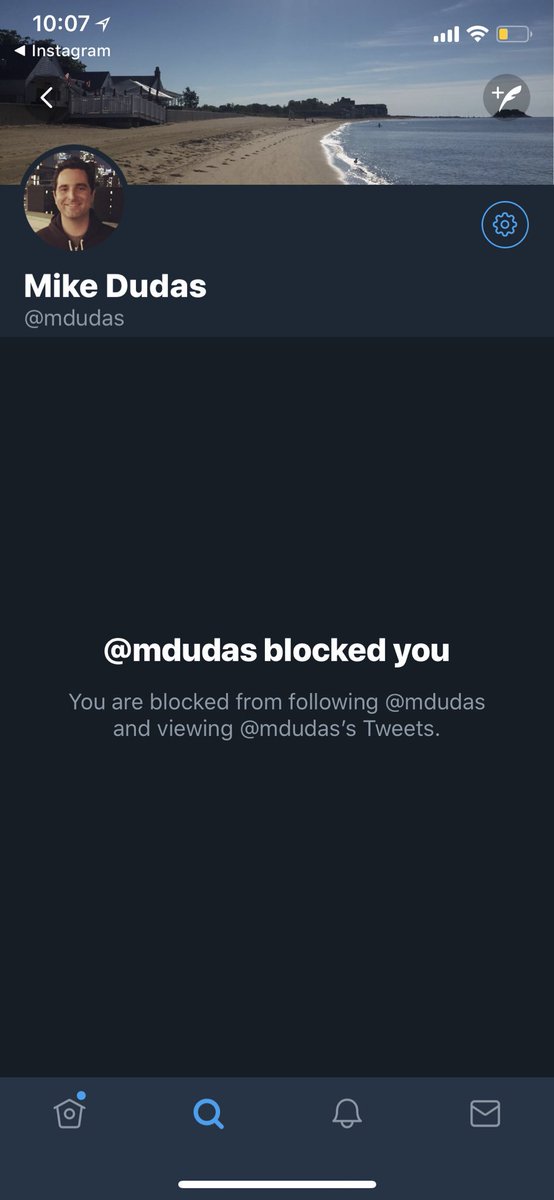 10:07
◀ Instagram
Mike Dudas
@mdudas
@mdudas blocked you
You are blocked from following @mdudas
and viewing @mdudas’s Tweets.